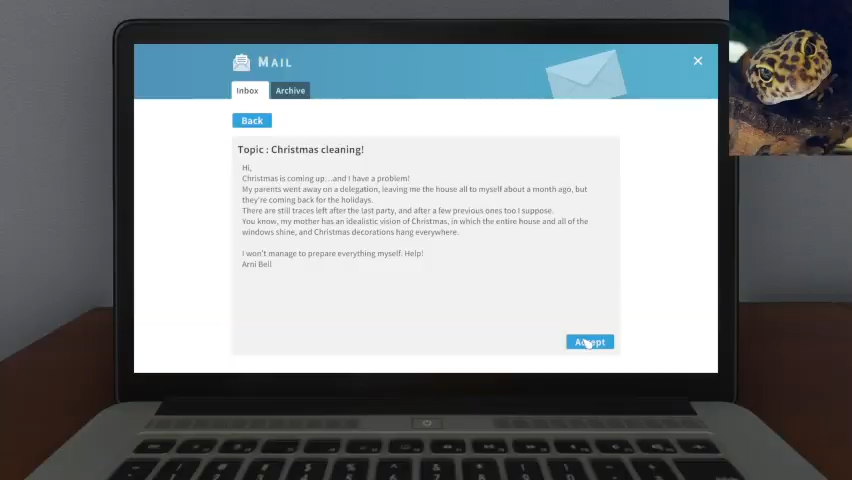 MAIL
Inbox
Archive
Back
Topic : Christmas cleaning!
Hi,
Christmas is coming up...and I have a problem!
My parents went away on a delegation, leaving me the house all to myself about a month ago, but
they're coming back for the holidays.
There are still traces left after the last party, and after a few previous ones too I suppose.
You know, my mother has an idealistic vision of Christmas, in which the entire house and all of the
windows shine, and Christmas decorations hang everywhere.
I won't manage to prepare everything myself. Help!
Arni Bell
Accept